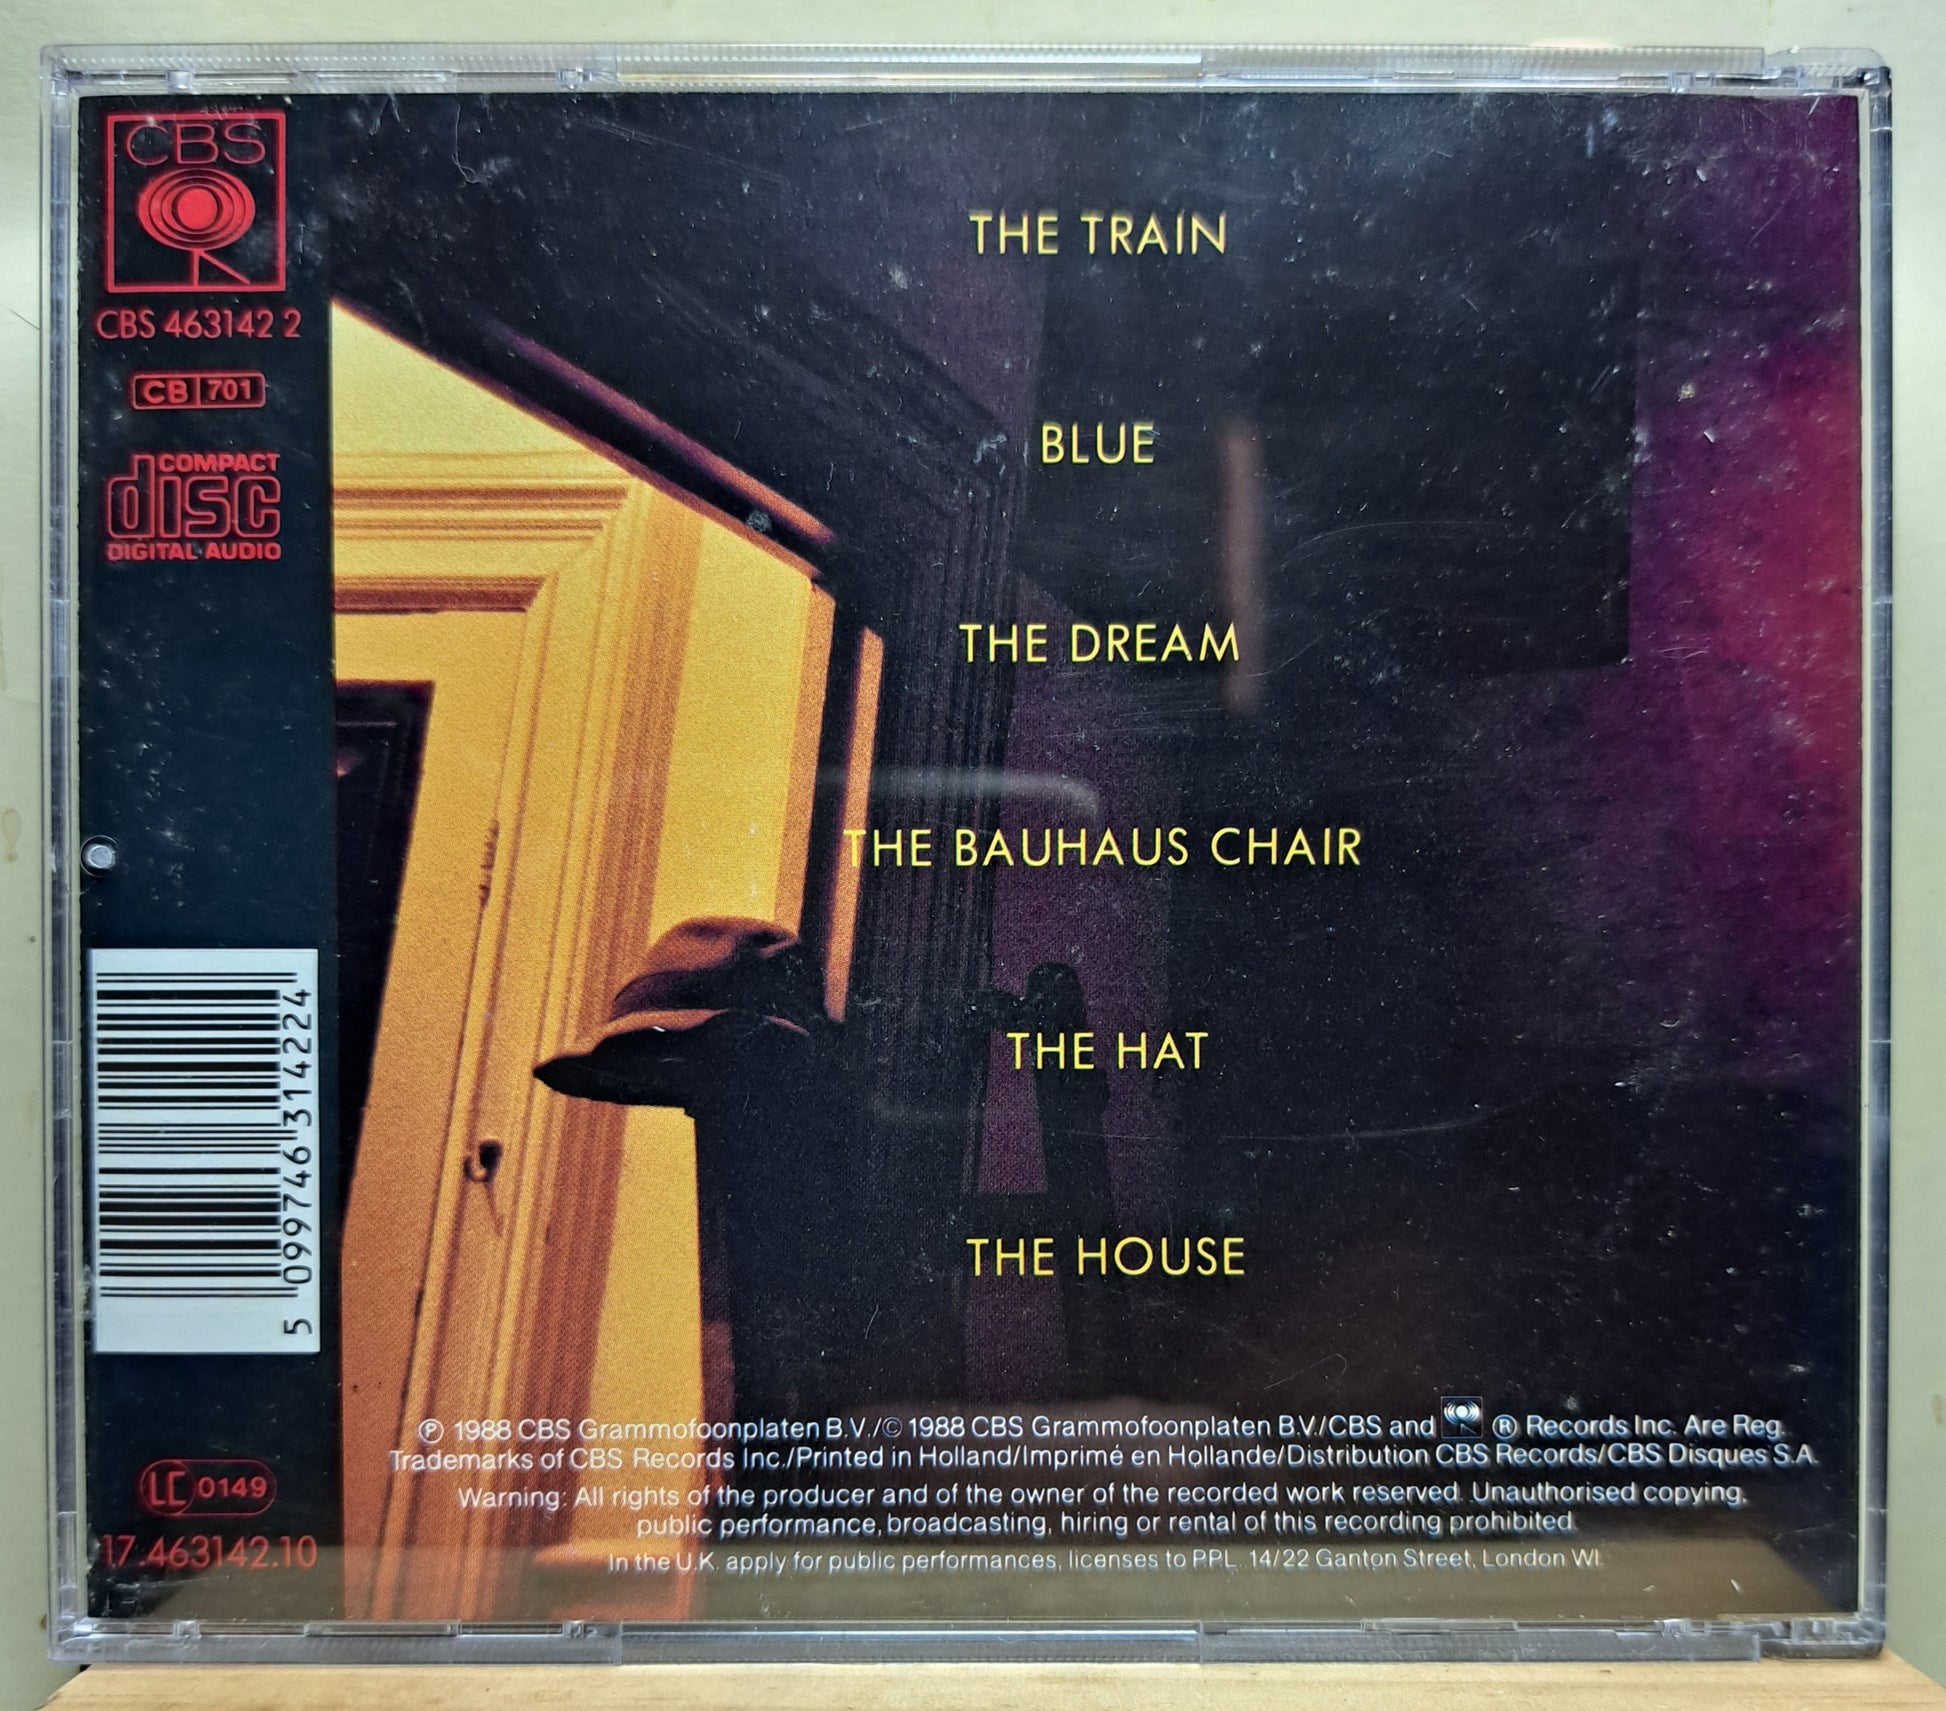 CBS
CBS 463142 2
CB 701
COMPACT
disc
DIGITAL AUDIO
5 099746 314224
LC 0149
17.463142.10
THE TRAIN
BLUE
THE DREAM
THE BAUHAUS CHAIR
THE HAT
THE HOUSE
℗ 1988 CBS Grammofoonplaten B.V./© 1988 CBS Grammofoonplaten B.V./CBS and ® Records Inc. Are Reg.
Trademarks of CBS Records Inc./Printed in Holland/Imprimé en Hollande/Distribution CBS Records/CBS Disques S.A.
Warning: All rights of the producer and of the owner of the recorded work reserved. Unauthorised copying,
public performance, broadcasting, hiring or rental of this recording prohibited.
In the U.K. apply for public performances, licenses to PPL. 14/22 Ganton Street, London WI.